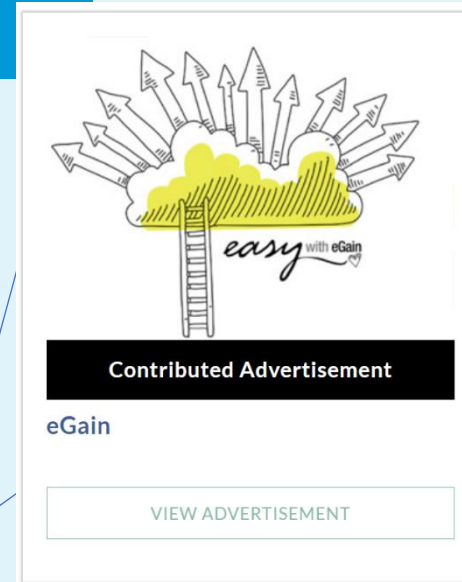 easy with eGain
Contributed Advertisement
eGain
VIEW ADVERTISEMENT